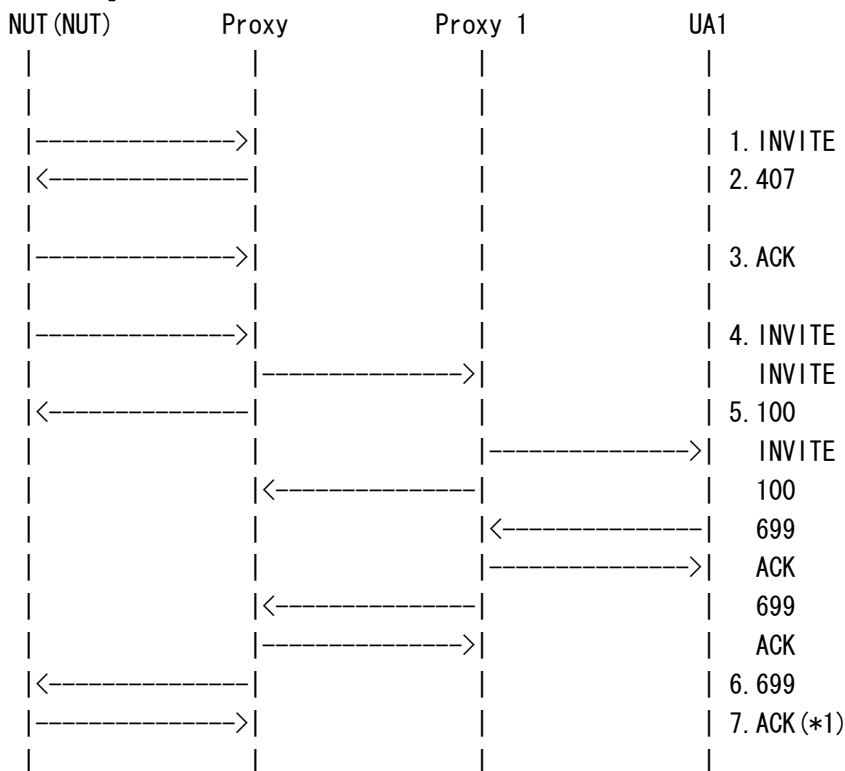 NUT(NUT) Proxy Proxy 1 UA1
| | | |
| | | |
|--------------->| | | 1. INVITE
|<---------------| | | 2. 407
| | | |
|--------------->| | | 3. ACK
| | | |
|--------------->| | | 4. INVITE
| |--------------->| | INVITE
|<---------------| | | 5. 100
| | |--------------->| INVITE
| |<---------------| | 100
| | |<---------------| 699
| | |--------------->| ACK
| |<---------------| | 699
| |--------------->| | ACK
|<---------------| | | 6. 699
|--------------->| | | 7. ACK(*1)
| | | |